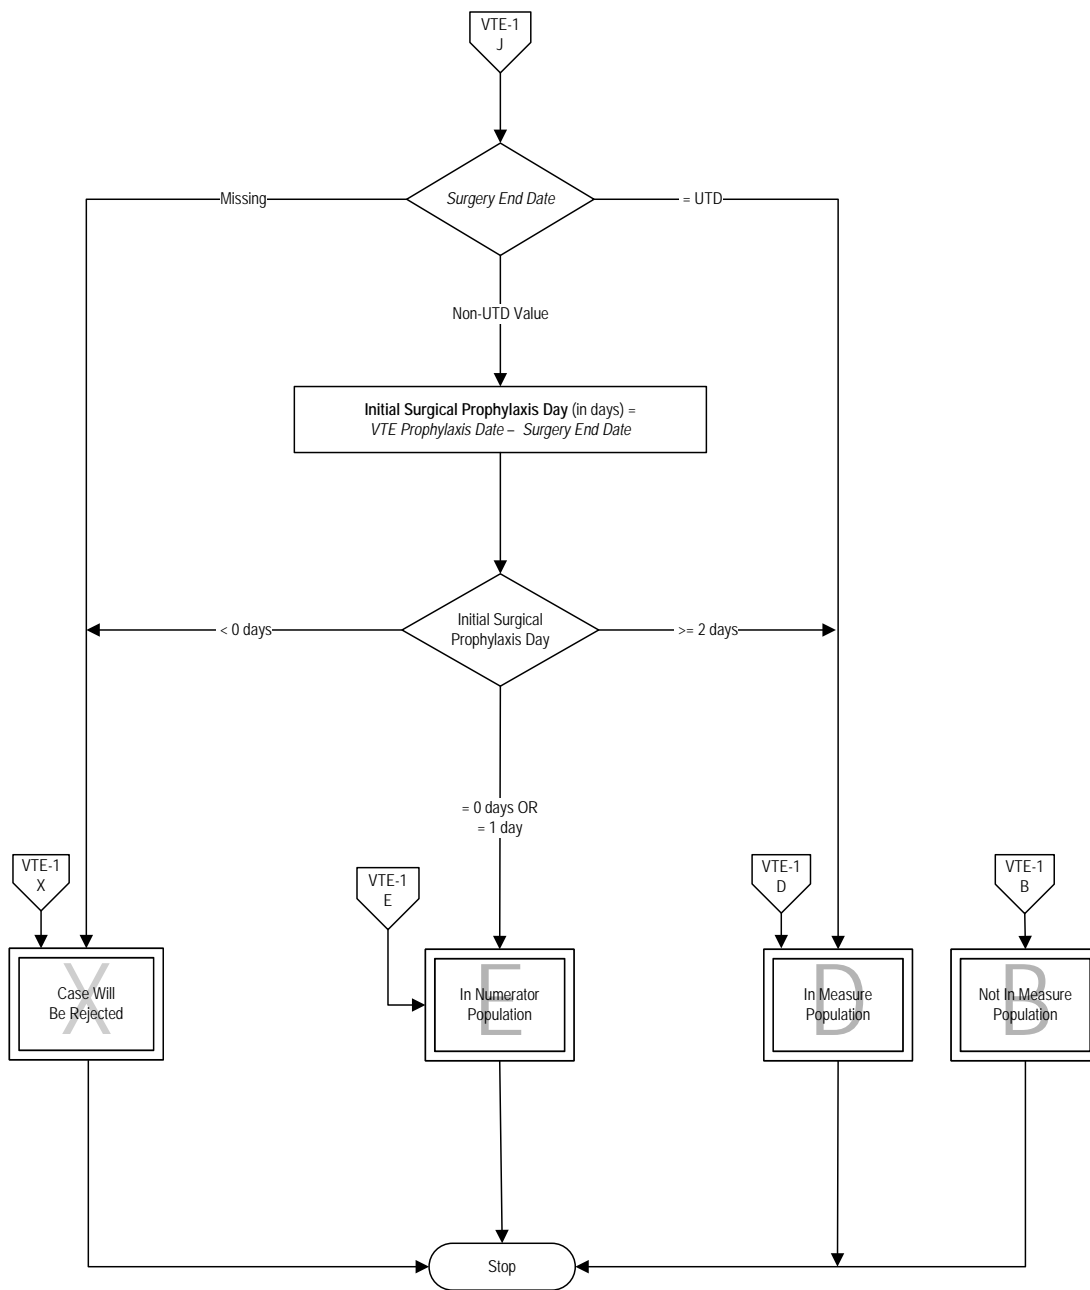 VTE-1
J
Missing
Surgery End Date
= UTD
Non-UTD Value
Initial Surgical Prophylaxis Day (in days) =
VTE Prophylaxis Date – Surgery End Date
< 0 days
Initial Surgical
Prophylaxis Day
>= 2 days
= 0 days OR
= 1 day
VTE-1
X
VTE-1
E
VTE-1
D
VTE-1
B
X
Case Will
Be Rejected
E
In Numerator
Population
D
In Measure
Population
B
Not In Measure
Population
Stop